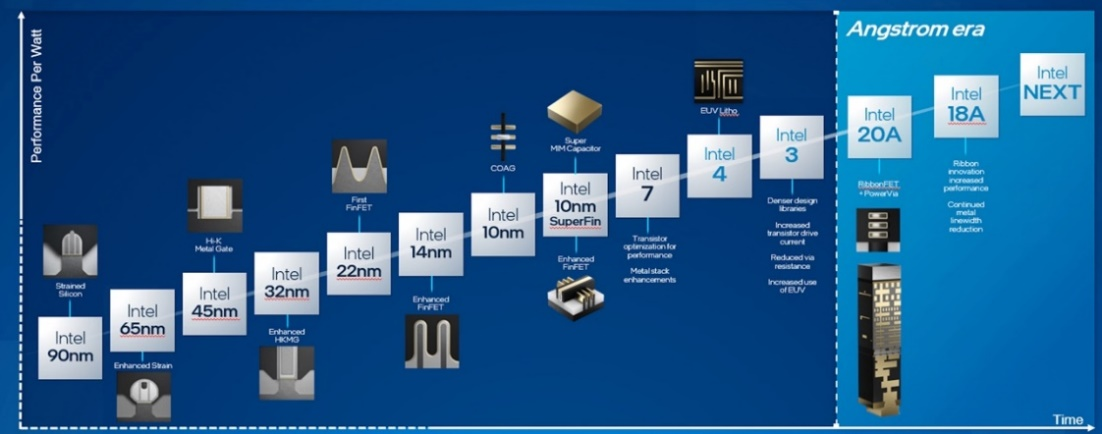 Performance Per Watt
Angstrom era
Strained
Silicon
Intel
90nm
Intel
65nm
Enhanced Strain
Hi-K
Metal Gate
Intel
45nm
Intel
32nm
Enhanced
HKMG
First
FinFET
Intel
22nm
Intel
14nm
Enhanced
FinFET
COAG
Intel
10nm
Super
MIM Capacitor
Intel
10nm
SuperFin
Enhanced
FinFET
Intel
7
Transistor
optimization for
performance
Metal stack
enhancements
EUV Litho
Intel
4
Intel
3
Denser design
libraries
Increased
transistor drive
current
Reduced via
resistance
Increased use
of EUV
Intel
20A
RibbonFET
+ PowerVia
Intel
18A
Ribbon
innovation
increased
performance
Continued
metal
linewidth
reduction
Intel
NEXT
Time